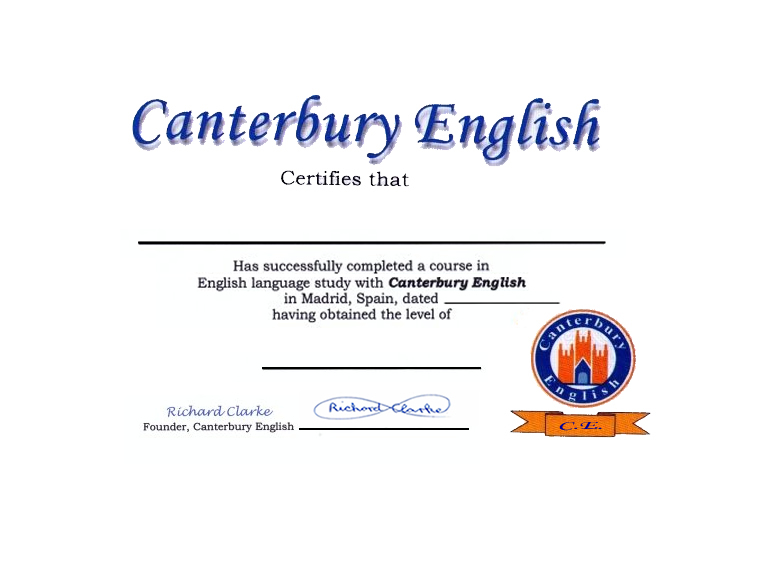 Canterbury English
Certifies that
Has successfully completed a course in
English language study with Canterbury English
in Madrid, Spain, dated
having obtained the level of
Canterbury
English
C.E.
Richard Clarke
Richard Clarke
Founder, Canterbury English